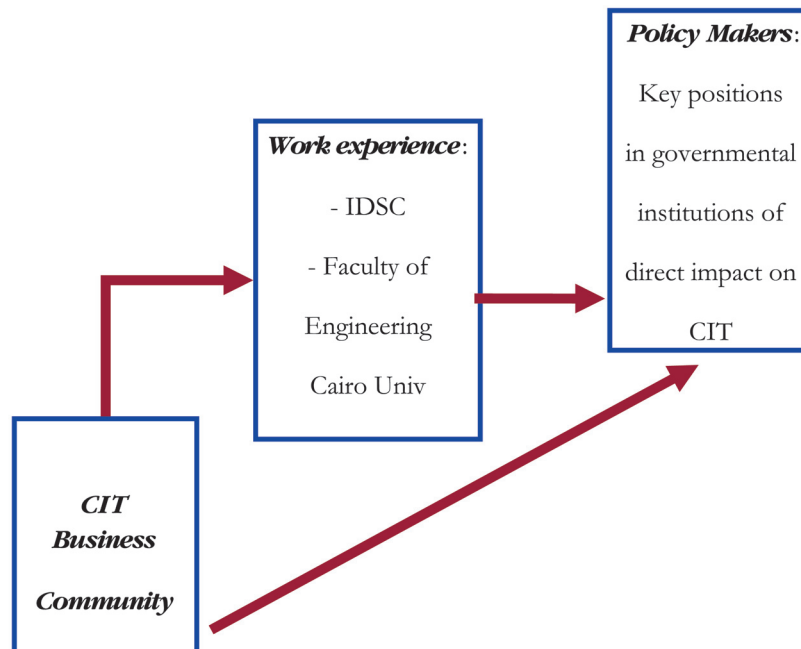 Policy Makers:
Key positions
in governmental
institutions of
direct impact on
CIT
Work experience:
- IDSC
- Faculty of
Engineering
Cairo Univ
CIT
Business
Community